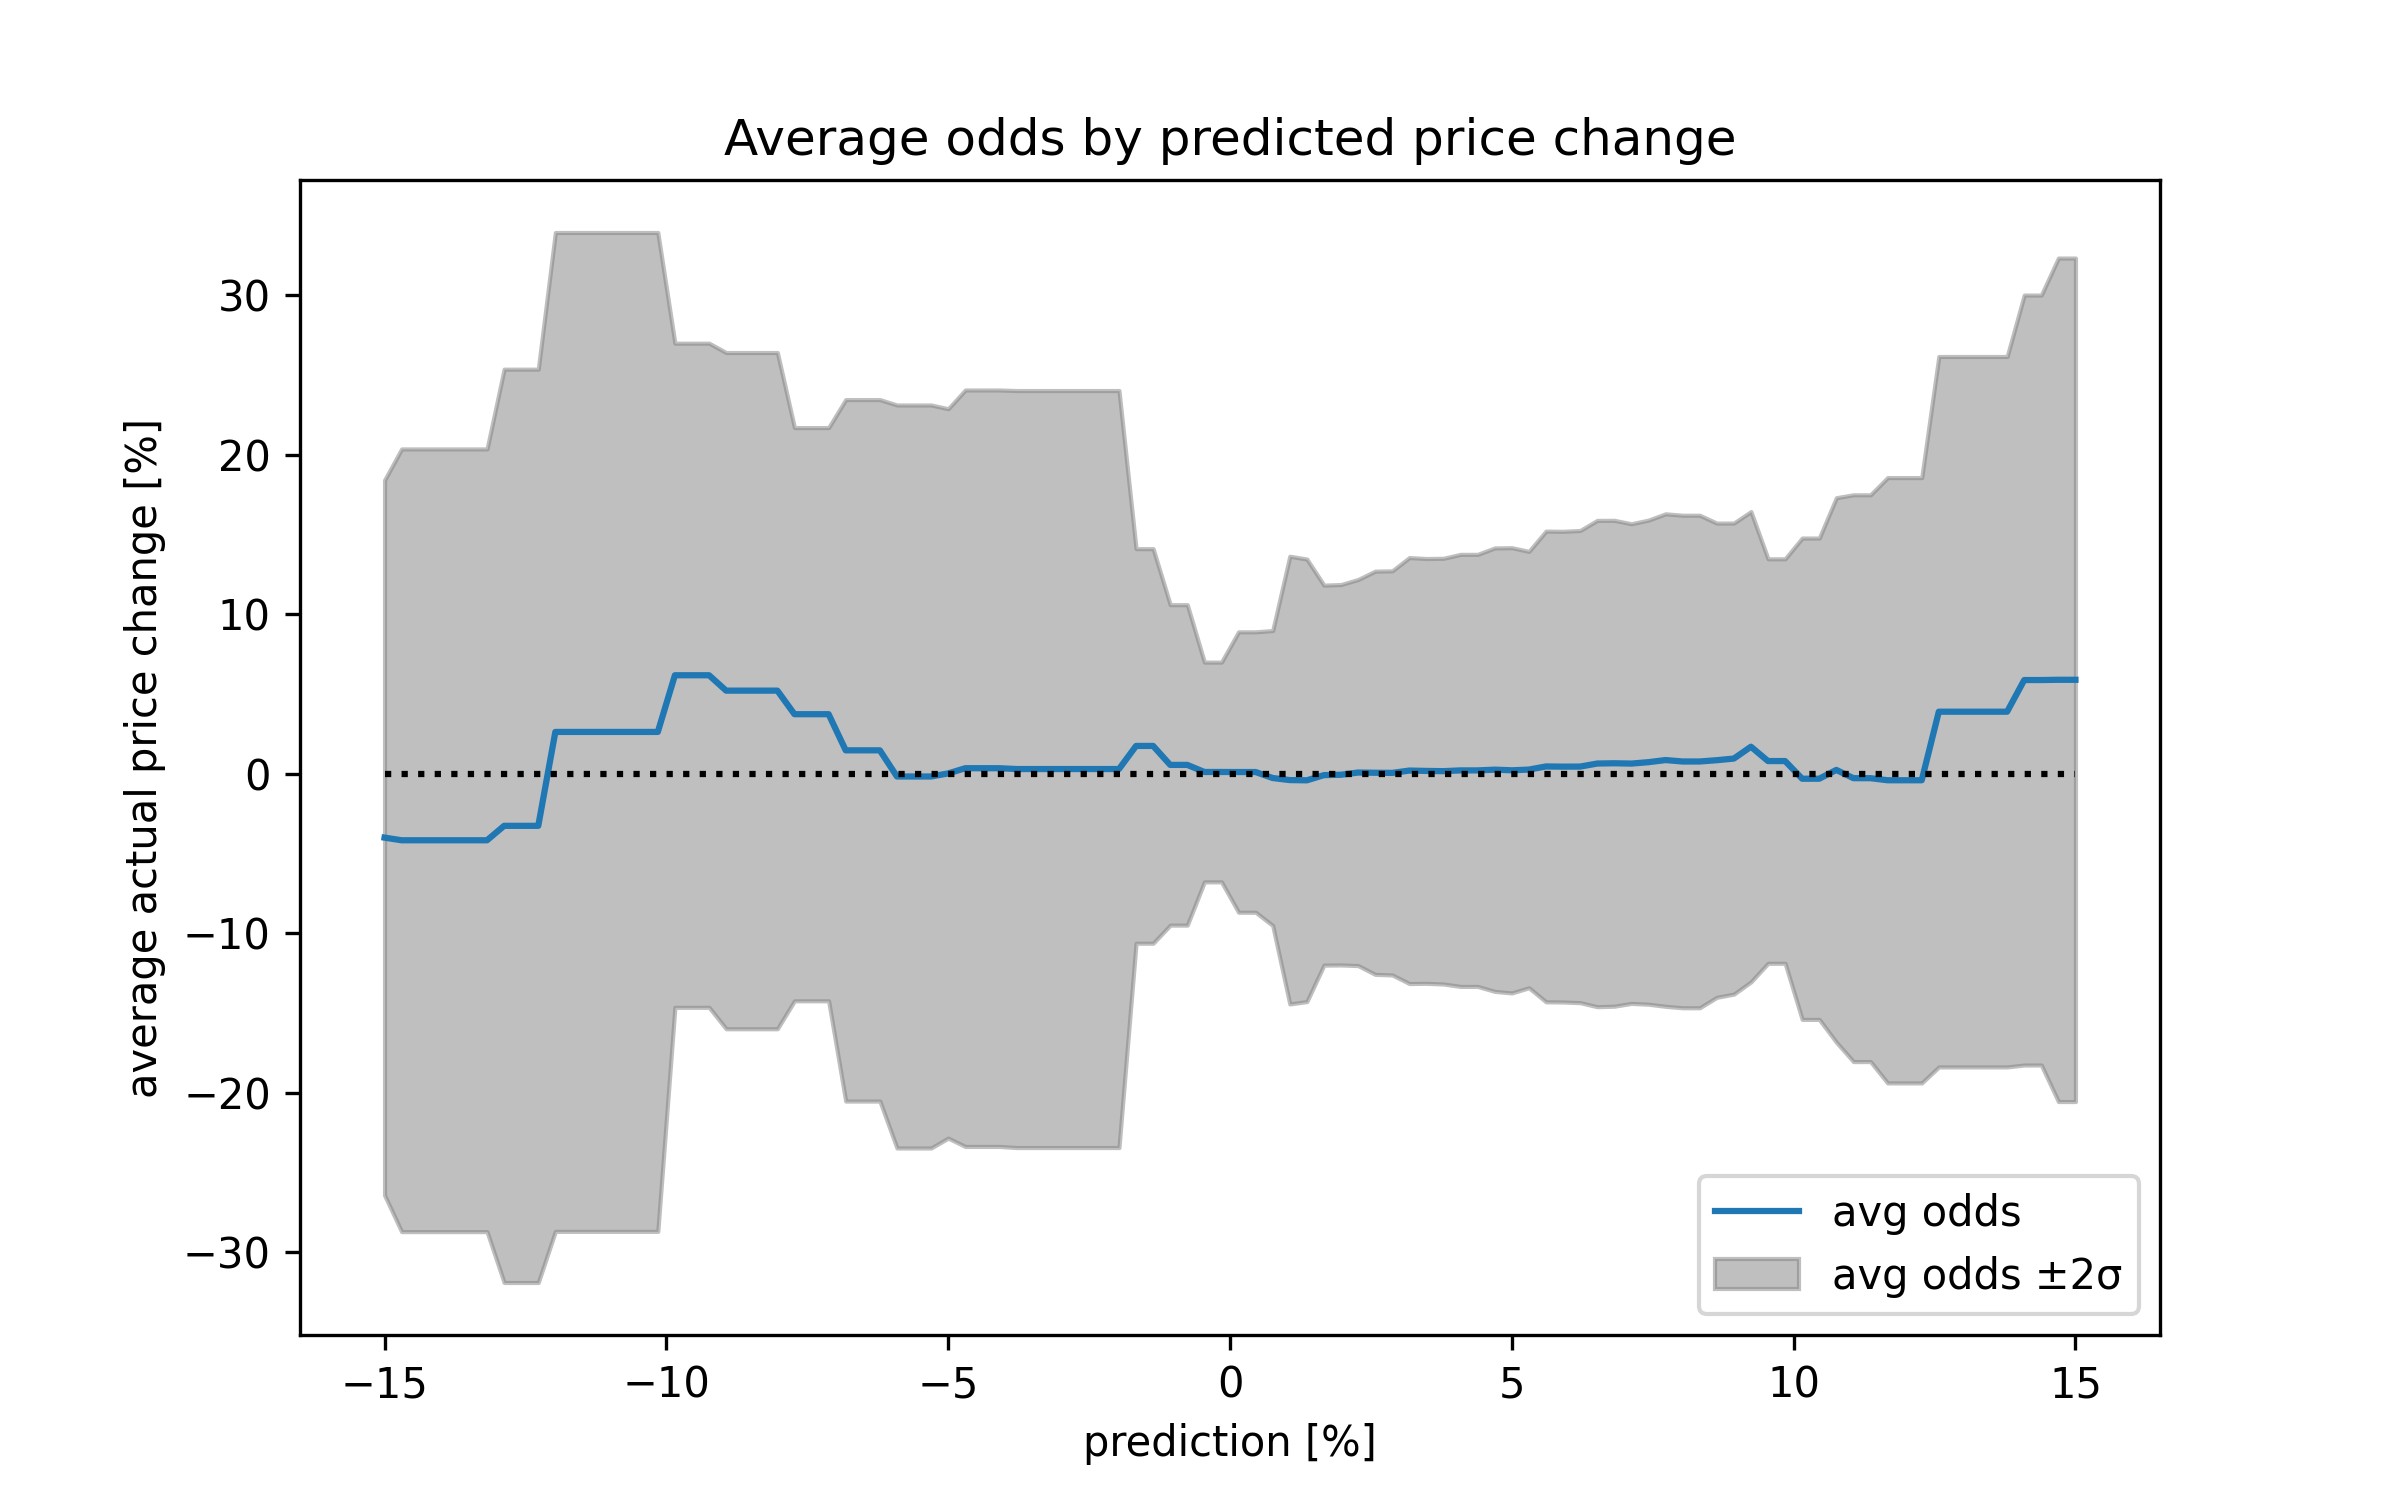 Average odds by predicted price change
average actual price change [%]
30
20
10
0
−10
−20
−30
avg odds
avg odds ±2σ
−15
−10
−5
0
5
10
15
prediction [%]